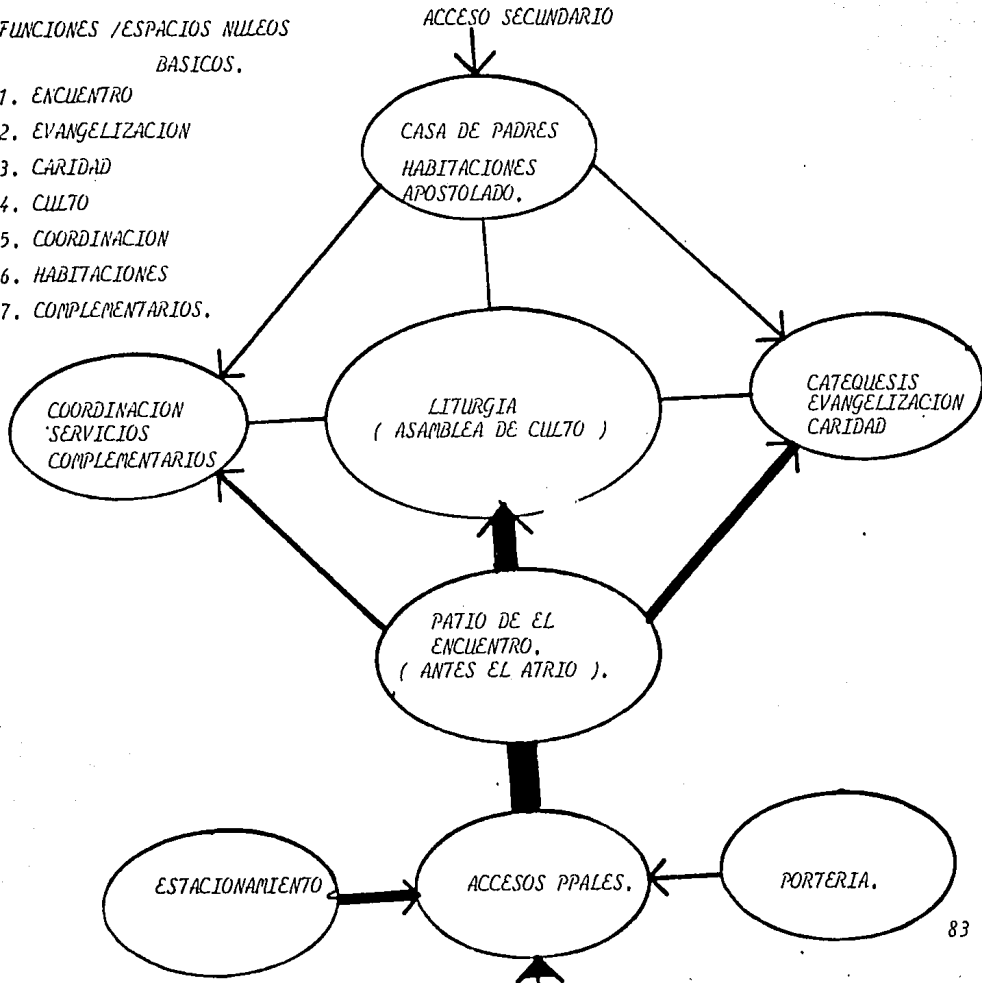 FUNCIONES /ESPACIOS NULEOS
BASICOS.
1. ENCUENTRO
2. EVANGELIZACION
3. CARIDAD
4. CULTO
5. COORDINACION
6. HABITACIONES
7. COMPLEMENTARIOS.
ACCESO SECUNDARIO
CASA DE PADRES
HABITACIONES
APOSTOLADO.
COORDINACION
SERVICIOS
COMPLEMENTARIOS
LITURGIA
( ASAMBLEA DE CULTO )
CATEQUESIS
EVANGELIZACION
CARIDAD
PATIO DE EL
ENCUENTRO.
( ANTES EL ATRIO ).
ESTACIONAMIENTO
ACCESOS PPALES.
PORTERIA.
83